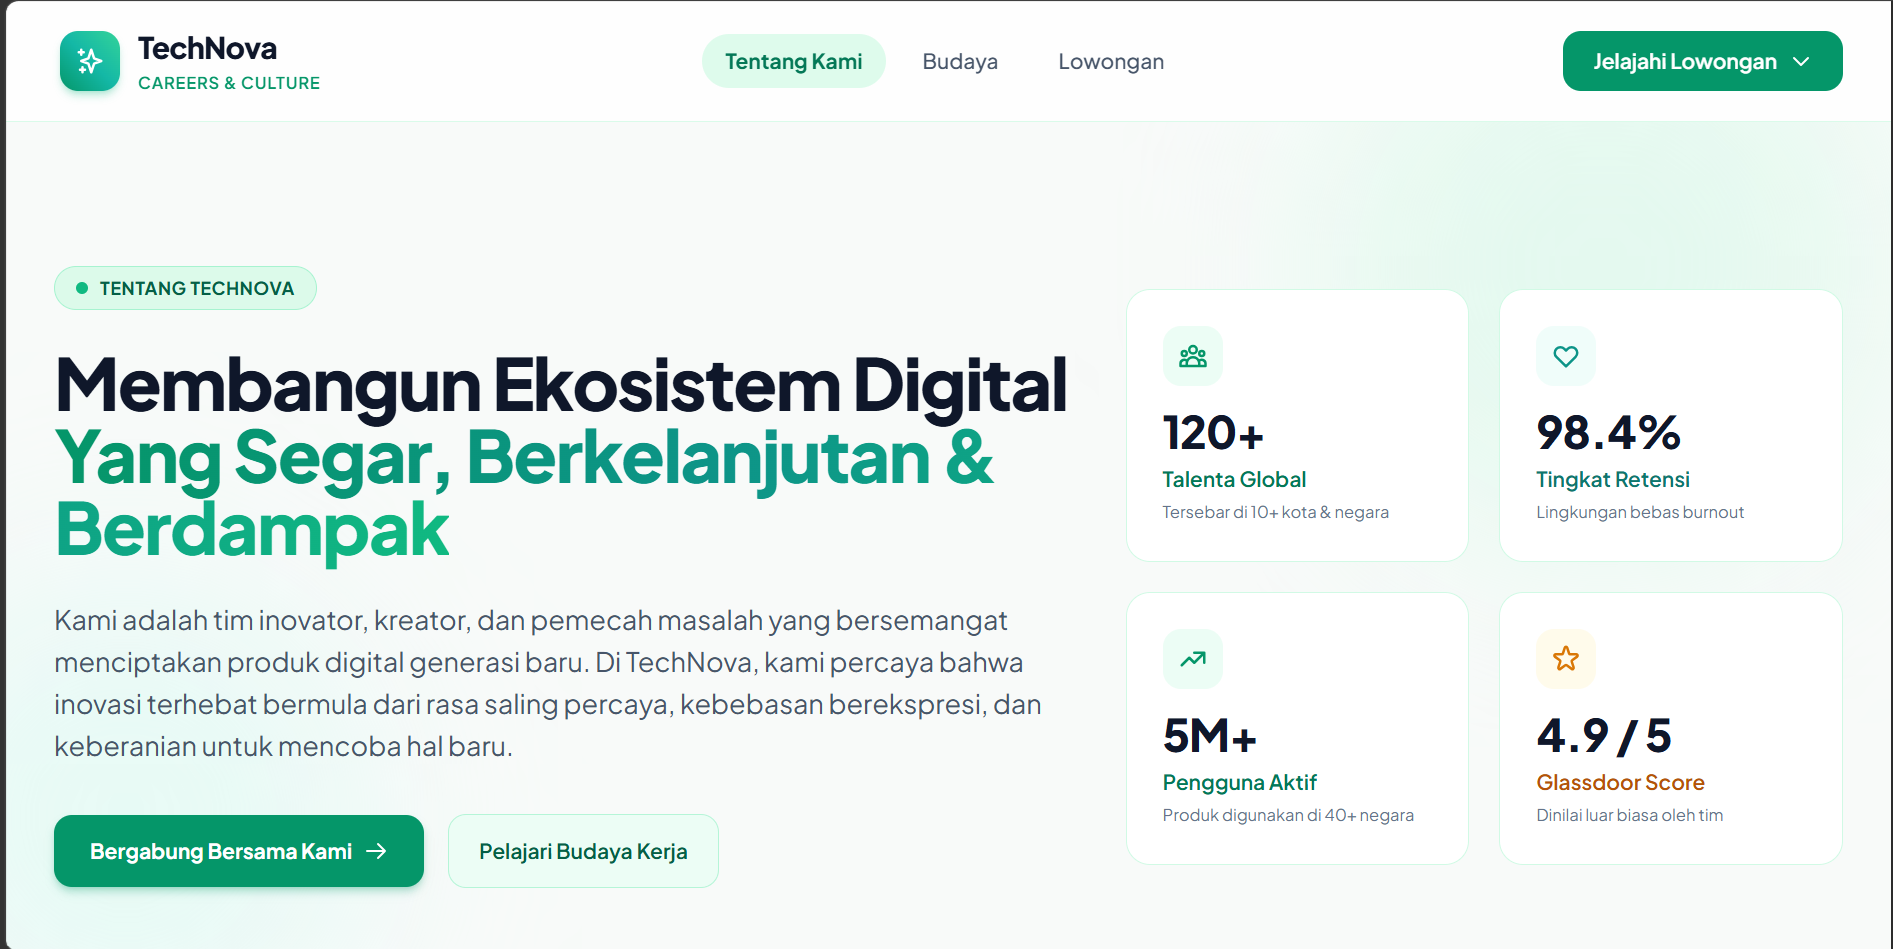 TechNova
CAREERS & CULTURE
Tentang Kami
Budaya
Lowongan
Jelajahi Lowongan
TENTANG TECHNOVA
Membangun Ekosistem Digital
Yang Segar, Berkelanjutan &
Berdampak
Kami adalah tim inovator, kreator, dan pemecah masalah yang bersemangat
menciptakan produk digital generasi baru. Di TechNova, kami percaya bahwa
inovasi terhebat bermula dari rasa saling percaya, kebebasan berekspresi, dan
keberanian untuk mencoba hal baru.
Bergabung Bersama Kami
Pelajari Budaya Kerja
120+
Talenta Global
Tersebar di 10+ kota & negara
98.4%
Tingkat Retensi
Lingkungan bebas burnout
5M+
Pengguna Aktif
Produk digunakan di 40+ negara
4.9 / 5
Glassdoor Score
Dinilai luar biasa oleh tim